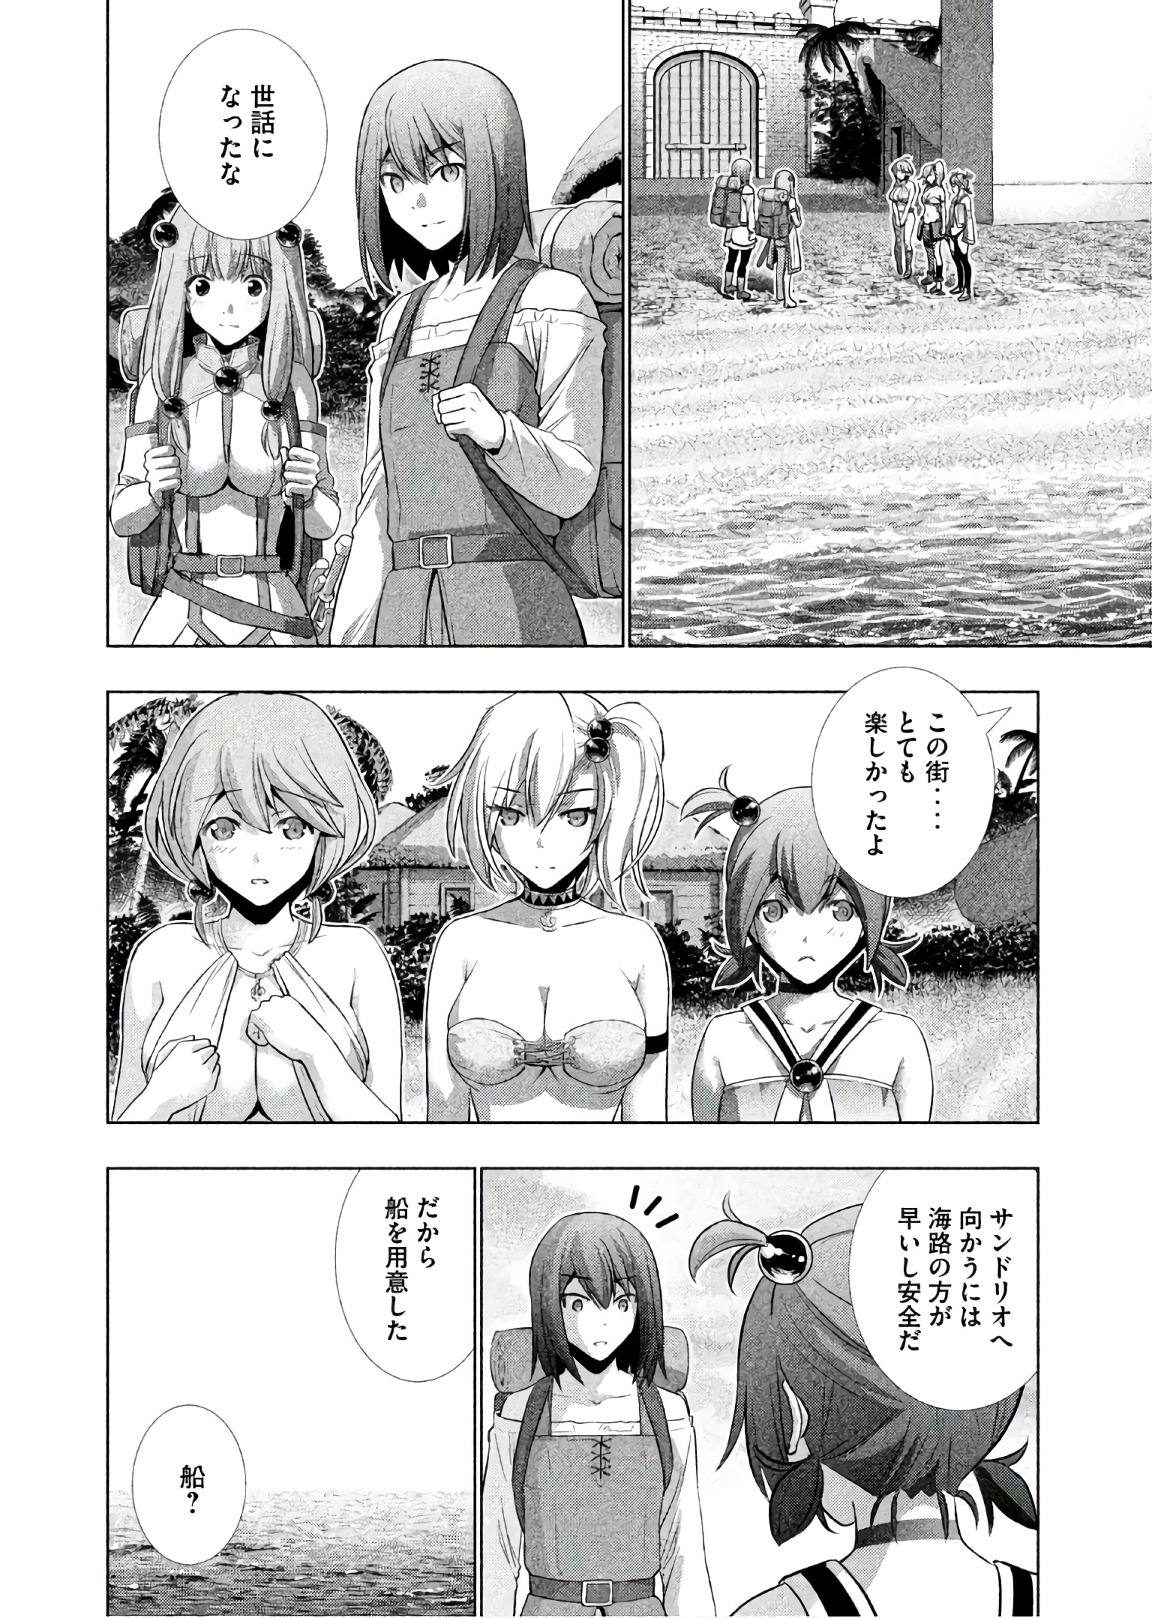 世話に
なったな
この街‥‥
とても
楽しかったよ
サンドリオへ
向かうには
海路の方が
早いし安全だ
だから
船を用意した
船？